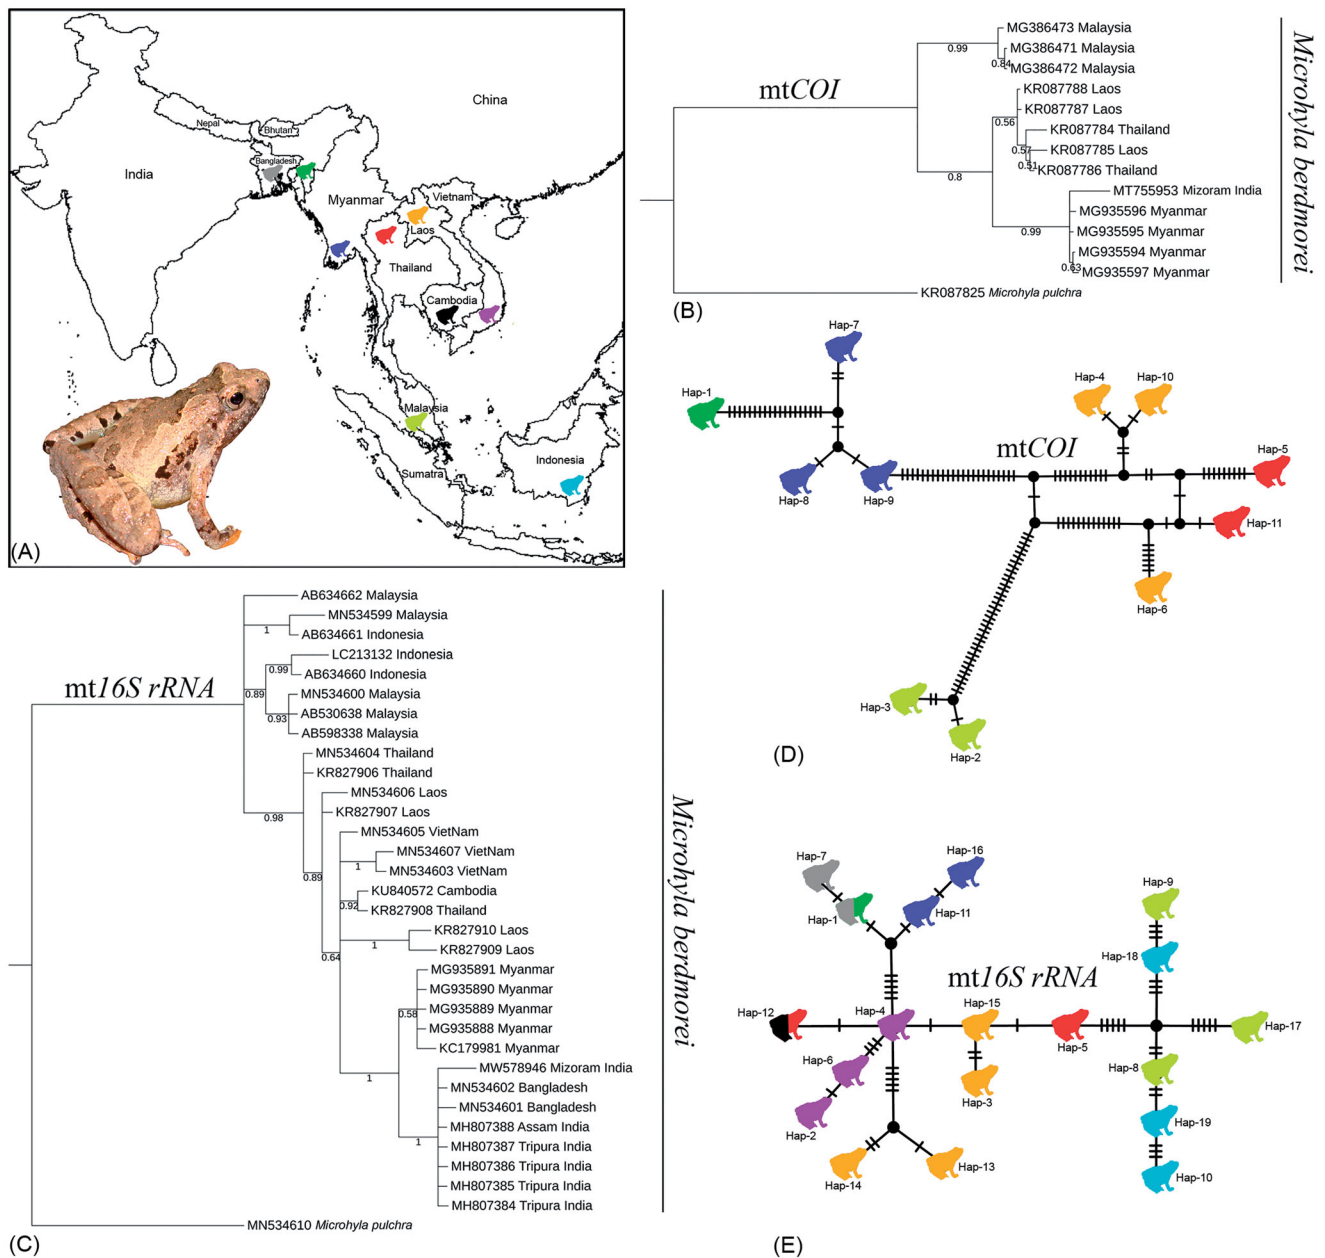 China
Nepal
Bhutan
Bangladesh
India
Myanmar
Vietnam
Laos
Thailand
Cambodia
Malaysia
Sumatra
Indonesia
(A)
mtCOI
MG386473 Malaysia
0.99
MG386471 Malaysia
0.84
MG386472 Malaysia
KR087788 Laos
KR087787 Laos
0.56
KR087784 Thailand
0.57
KR087785 Laos
0.51
KR087786 Thailand
0.8
MT755953 Mizoram India
MG935596 Myanmar
0.99
MG935595 Myanmar
MG935594 Myanmar
0.63
MG935597 Myanmar
KR087825 Microhyla pulchra
Microhyla berdmorei
(B)
Hap-7
Hap-1
Hap-4
Hap-10
mtCOI
Hap-5
Hap-8
Hap-9
Hap-11
Hap-6
Hap-3
Hap-2
(D)
mt16S rRNA
AB634662 Malaysia
MN534599 Malaysia
1
AB634661 Indonesia
LC213132 Indonesia
0.99
AB634660 Indonesia
0.89
MN534600 Malaysia
AB530638 Malaysia
0.93
AB598338 Malaysia
MN534604 Thailand
KR827906 Thailand
MN534606 Laos
0.98
KR827907 Laos
MN534605 VietNam
MN534607 VietNam
1
MN534603 VietNam
0.89
KU840572 Cambodia
0.92
KR827908 Thailand
KR827910 Laos
1
KR827909 Laos
0.64
MG935891 Myanmar
MG935890 Myanmar
MG935889 Myanmar
0.58
MG935888 Myanmar
KC179981 Myanmar
MW578946 Mizoram India
1
MN534602 Bangladesh
MN534601 Bangladesh
MH807388 Assam India
1
MH807387 Tripura India
MH807386 Tripura India
MH807385 Tripura India
MH807384 Tripura India
MN534610 Microhyla pulchra
Microhyla berdmorei
(C)
Hap-7
Hap-16
Hap-1
Hap-11
Hap-9
Hap-18
mt16S rRNA
Hap-12
Hap-4
Hap-15
Hap-5
Hap-17
Hap-6
Hap-3
Hap-8
Hap-2
Hap-19
Hap-14
Hap-13
Hap-10
(E)